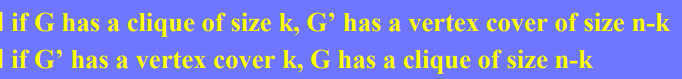 if G has a clique of size k, G’ has a vertex cover of size n-k
if G’ has a vertex cover k, G has a clique of size n-k